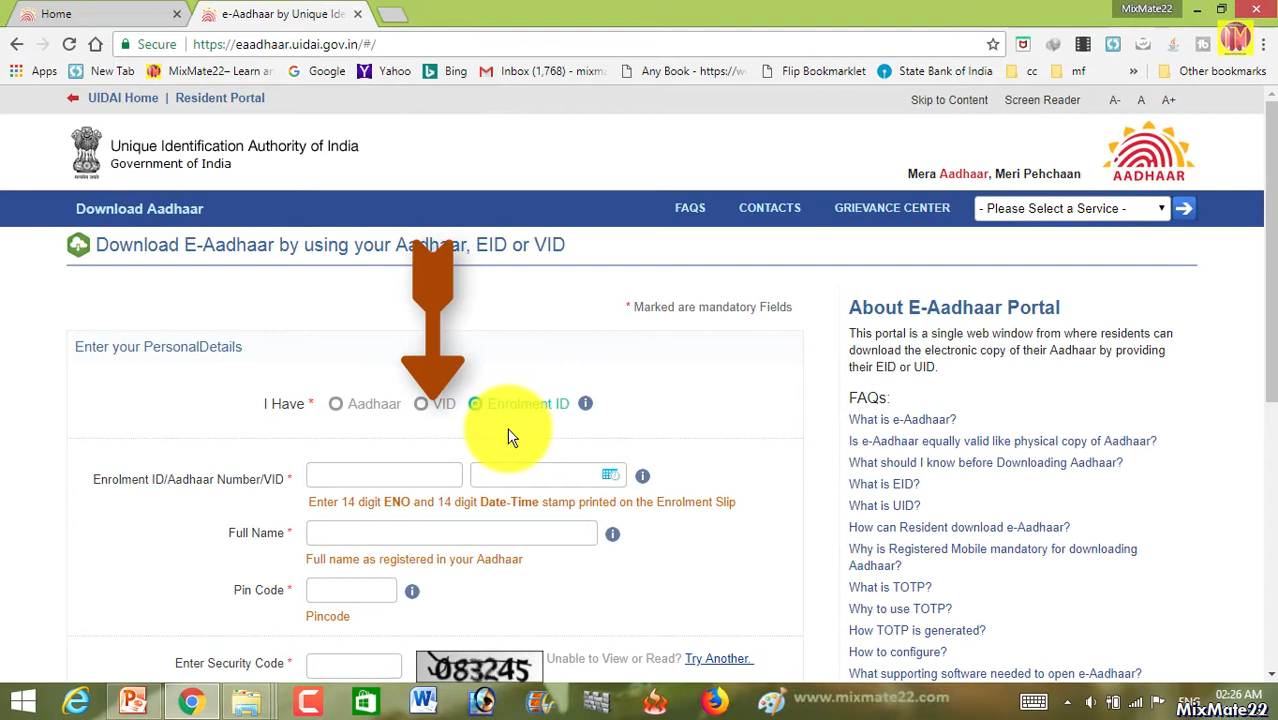 Home
e-Aadhaar by Unique Ide
MixMate22
Secure
https://eaadhaar.uidai.gov.in/#/
Apps
New Tab
MixMate22– Learn an
Google
Yahoo
Bing
Inbox (1,768) - mixm
Any Book - https://w
Flip Bookmarklet
State Bank of India
cc
mf
»
Other bookmarks
UIDAI Home | Resident Portal
Skip to Content
Screen Reader
A-
A
A+
Unique Identification Authority of India
Government of India
Mera Aadhaar, Meri Pehchaan
AADHAAR
Download Aadhaar
FAQS
CONTACTS
GRIEVANCE CENTER
- Please Select a Service -
Download E-Aadhaar by using your Aadhaar, EID or VID
* Marked are mandatory Fields
Enter your PersonalDetails
I Have * Aadhaar VID Enrolment ID
Enrolment ID/Aadhaar Number/VID *
Enter 14 digit ENO and 14 digit Date-Time stamp printed on the Enrolment Slip
Full Name *
Full name as registered in your Aadhaar
Pin Code *
Pincode
Enter Security Code *
083245
Unable to View or Read? Try Another.
About E-Aadhaar Portal
This portal is a single web window from where residents can
download the electronic copy of their Aadhaar by providing
their EID or UID.
FAQs:
What is e-Aadhaar?
Is e-Aadhaar equally valid like physical copy of Aadhaar?
What should I know before Downloading Aadhaar?
What is EID?
What is UID?
How can Resident download e-Aadhaar?
Why is Registered Mobile mandatory for downloading
Aadhaar?
What is TOTP?
Why to use TOTP?
How TOTP is generated?
How to configure?
What supporting software needed to open e-Aadhaar?
www.mixmate22.com
ENG
02:26 AM
MixMate22